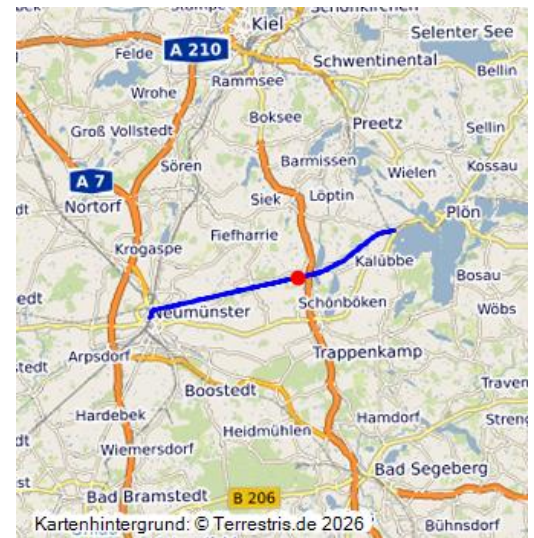 Kiel
Selenter See
Felde
A 210
Schwentinental
Rammsee
Bellin
Wrohe
Boksee
Preetz
Groß Vollstedt
Sellin
Barmissen
Sören
Wielen
Kossau
A 7
Nortorf
Siek
Löptin
Plön
Fiefharrie
Krogaspe
Kalübbe
Bosau
Schönböken
Neumünster
Wöbs
Arpsdorf
Trappenkamp
Boostedt
Hardebek
Hamdorf
Heidmühlen
Wiemersdorf
Bad Segeberg
Bad Bramstedt
B 206
Kartenhintergrund: © Terrestris.de 2026
Bühnsdorf